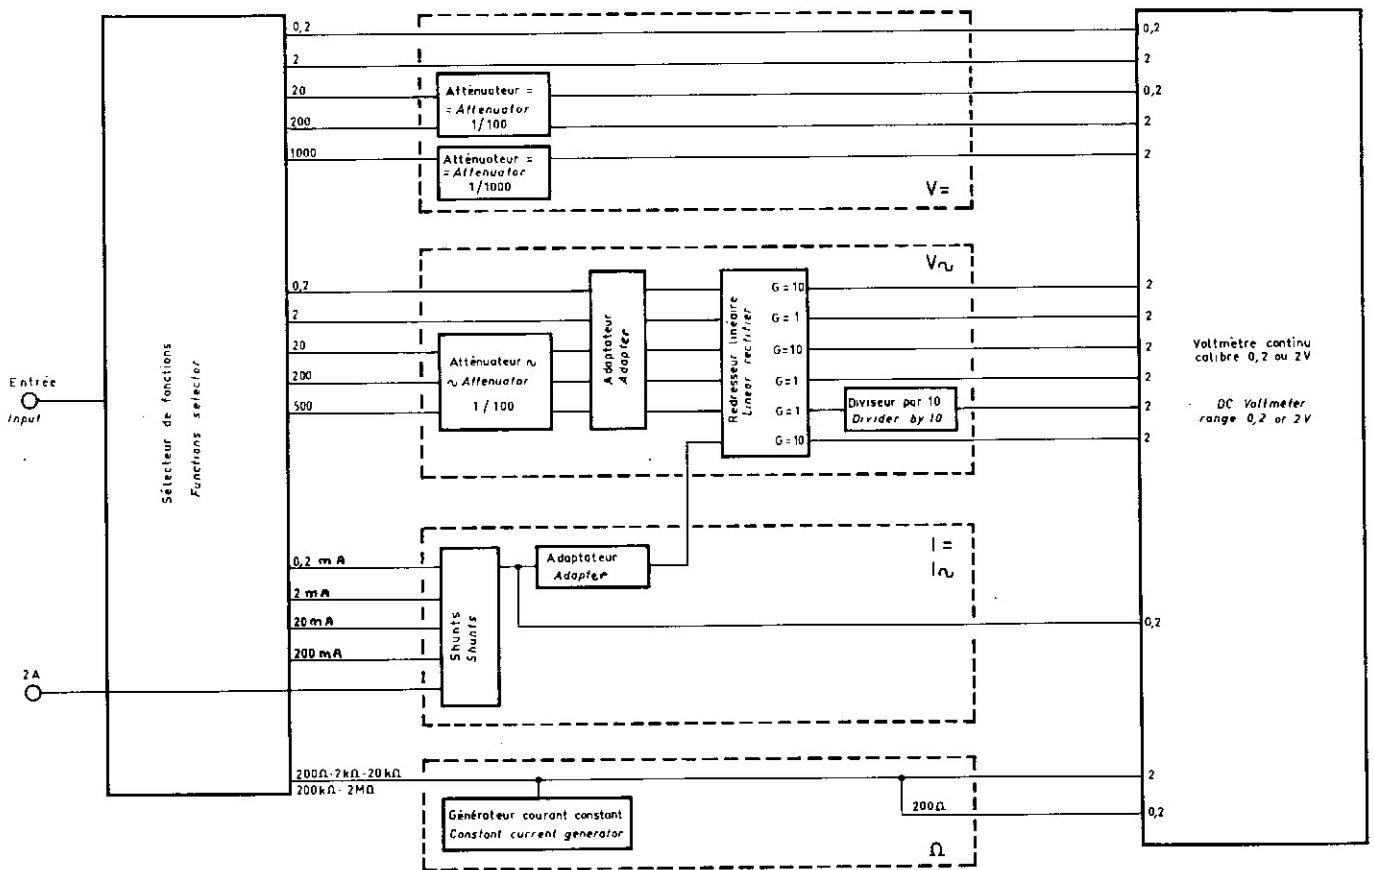 Entrée
Input
2A
Sélecteur de fonctions
Functions selector
0,2
2
20
200
1000
Atténuateur =
= Attenuator
1/100
Atténuateur =
= Attenuator
1/1000
V=
0,2
2
0,2
2
2
0,2
2
20
200
500
Atténuateur ∿
∿ Attenuator
1/100
Adaptateur
Adapter
Redresseur linéaire
Linear rectifier
G=10
G=1
G=10
G=1
G=1
G=10
Diviseur par 10
Divider by 10
V∿
2
2
2
2
2
2
0,2 mA
2mA
20mA
200mA
Shunts
Shunts
Adaptateur
Adapter
I=
I∿
0,2
200Ω-2kΩ-20kΩ
200kΩ-2MΩ
Générateur courant constant
Constant current generator
200Ω
Ω
2
0,2
Voltmètre continu
calibre 0,2 ou 2V
DC Voltmeter
range 0,2 or 2V